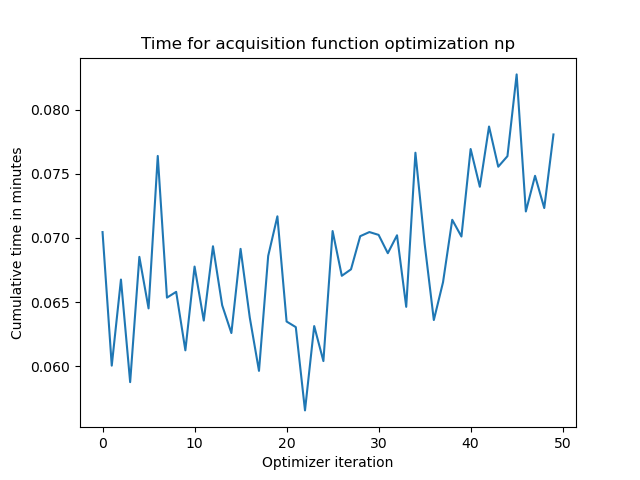 Time for acquisition function optimization np
Cumulative time in minutes
0.080
0.075
0.070
0.065
0.060
0 10 20 30 40 50
Optimizer iteration